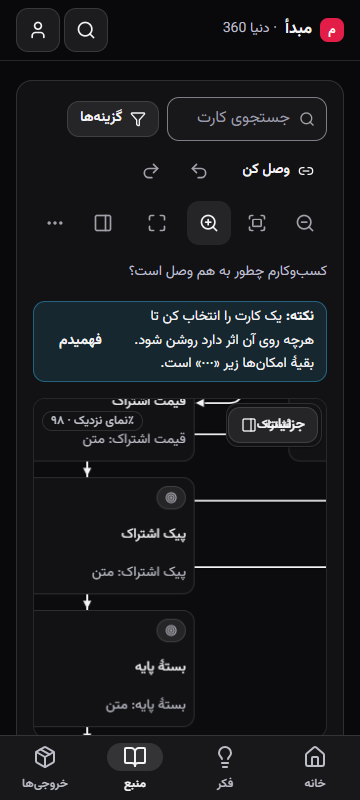 م مبدأ · دنیا 360
جستجوی کارت
گزینه‌ها
وصل کن
کسب‌وکارم چطور به هم وصل است؟
نکته: یک کارت را انتخاب کن تا
هرچه روی آن اثر دارد روشن شود.
بقیهٔ امکان‌ها زیر «···» است.
فهمیدم
قیمت اشتراک
نمای نزدیک · ۹۸٪
قیمت اشتراک: متن
پیک اشتراک
پیک اشتراک: متن
بستهٔ پایه
بستهٔ پایه: متن
خانه
فکر
منبع
خروجی‌ها